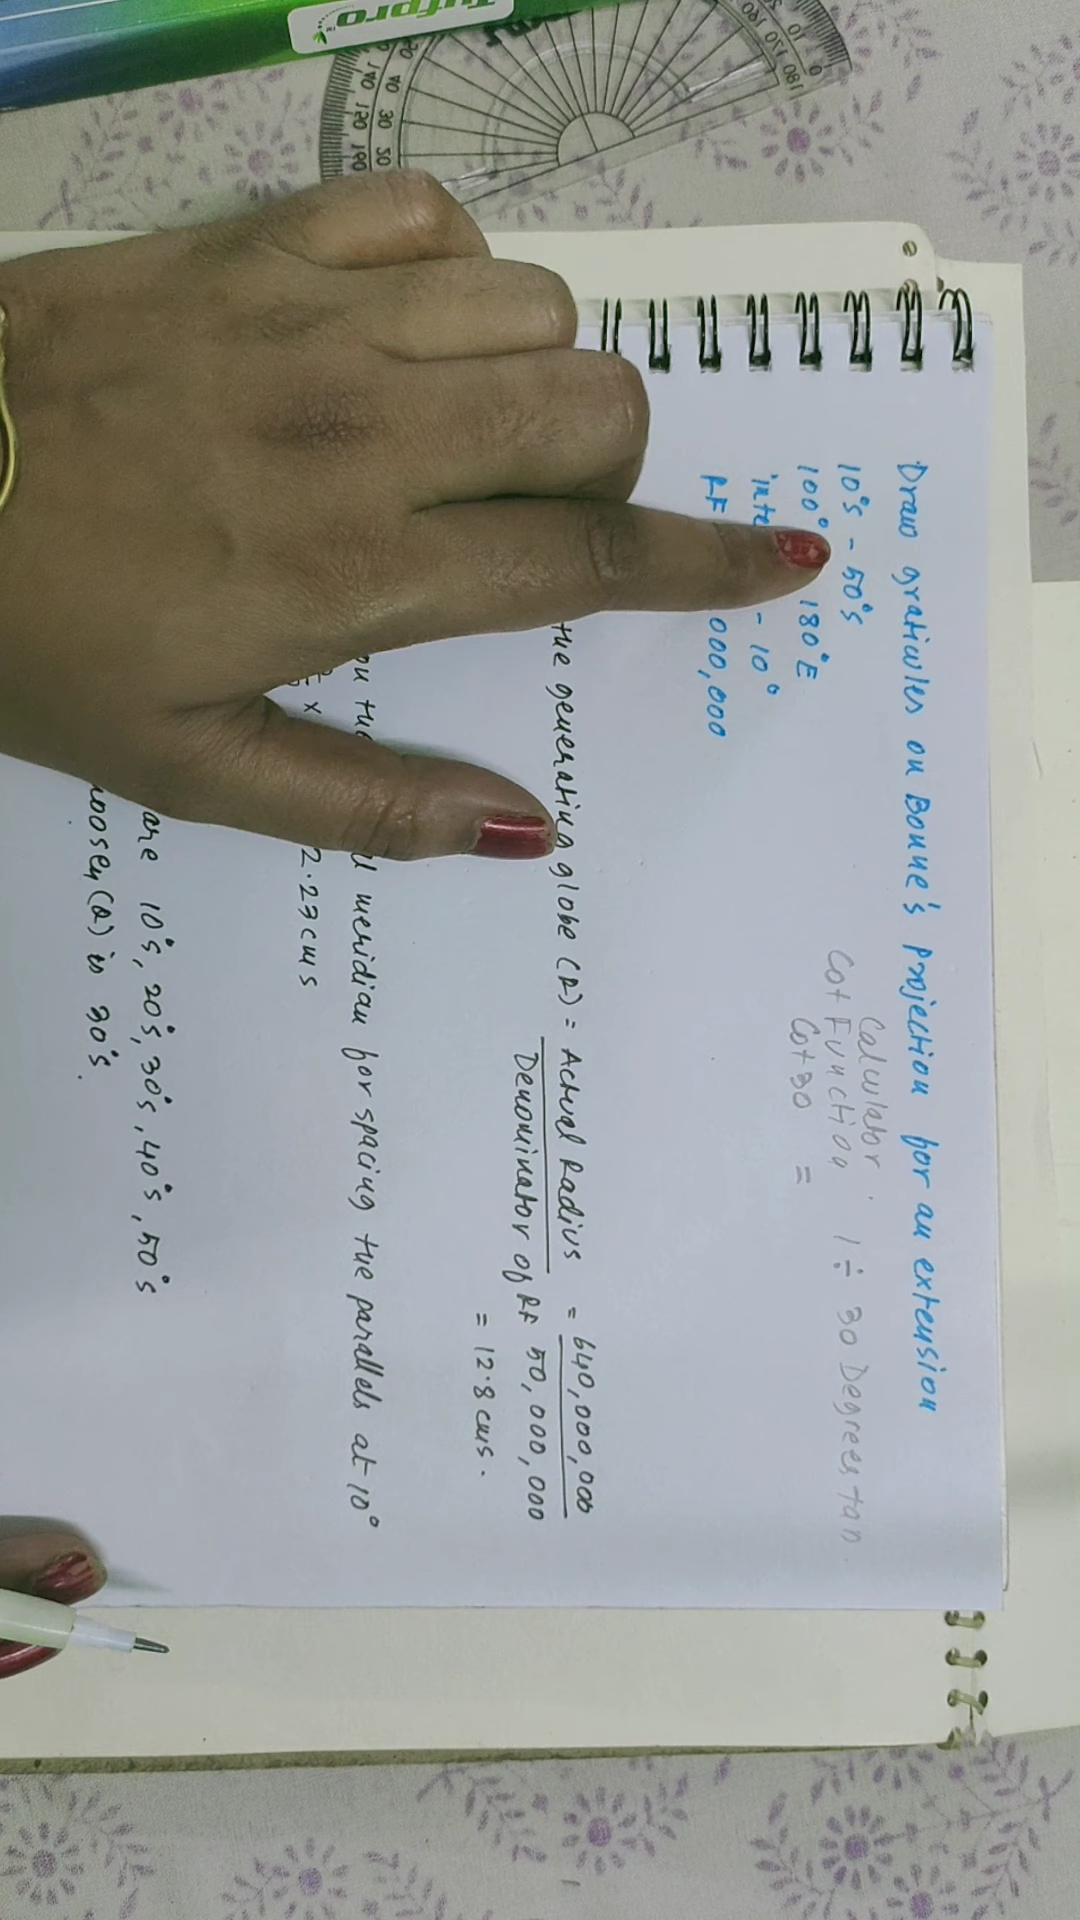 Draw graticules on Bonne's projection for an extension
10°S - 50°S
100° 180°E
- 10°
RF 000,000
Calculator.
Cot Function 1 ÷ 30 Degrees tan
Cot 30 =
the generating globe (R) = Actual Radius = 640,000,000
Denominator of RF 50,000,000
= 12.8 cms.
meridian for spacing the parallels at 10°
x 2.23 cms
are 10°S, 20°S, 30°S, 40°S, 50°S
is 30°S.
Tufpro